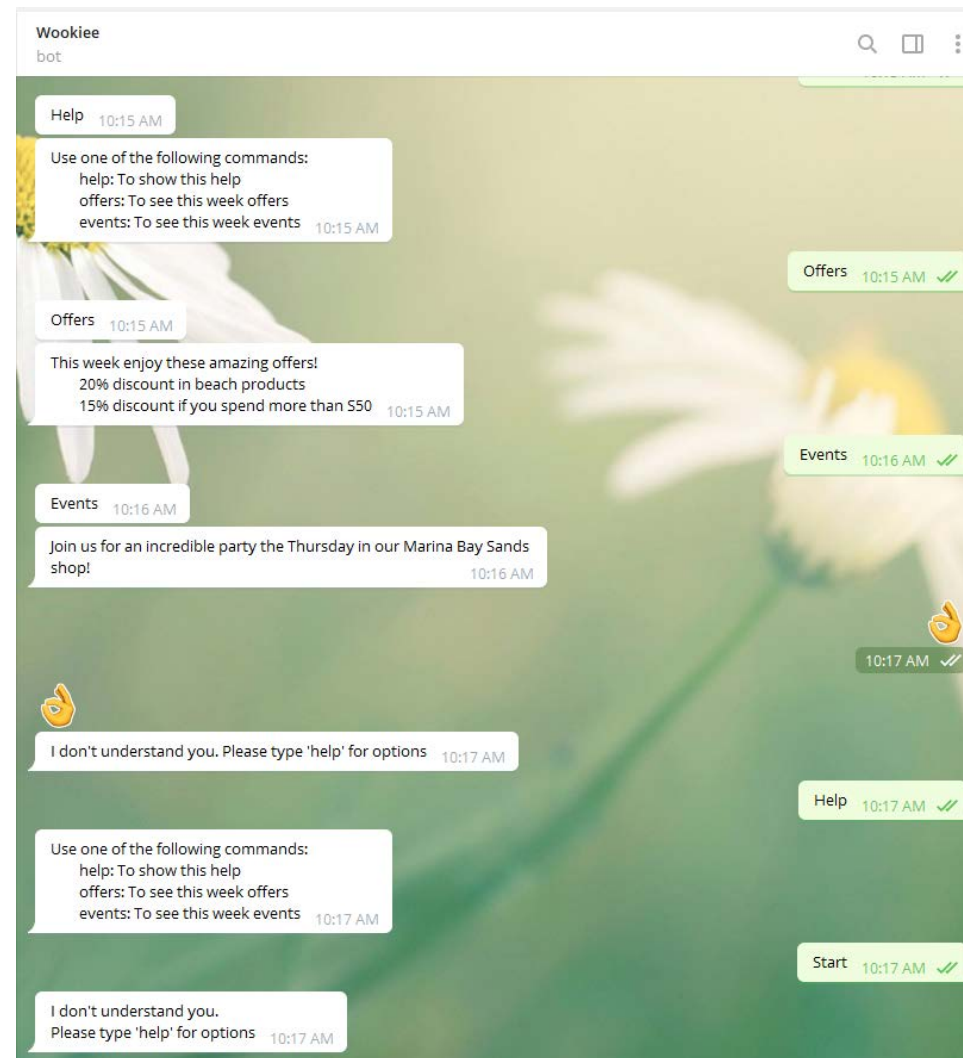 Wookiee
bot
Help 10:15 AM
Use one of the following commands:
help: To show this help
offers: To see this week offers
events: To see this week events 10:15 AM
Offers 10:15 AM
Offers 10:15 AM
This week enjoy these amazing offers!
20% discount in beach products
15% discount if you spend more than S50 10:15 AM
Events 10:16 AM
Events 10:16 AM
Join us for an incredible party the Thursday in our Marina Bay Sands
shop! 10:16 AM
10:17 AM
I don't understand you. Please type 'help' for options 10:17 AM
Help 10:17 AM
Use one of the following commands:
help: To show this help
offers: To see this week offers
events: To see this week events 10:17 AM
Start 10:17 AM
I don't understand you.
Please type 'help' for options 10:17 AM